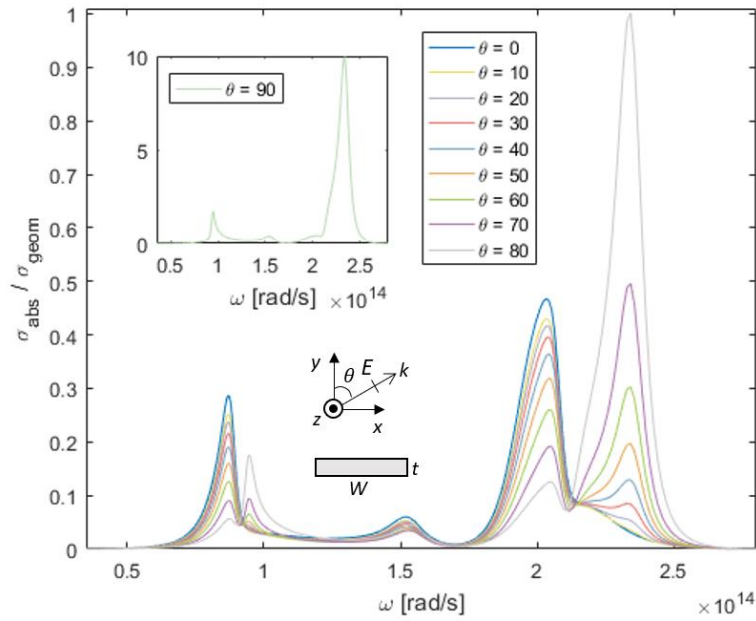 σabs / σgeom
1
0.9
0.8
0.7
0.6
0.5
0.4
0.3
0.2
0.1
0
0.5
1
1.5
2
2.5
×10^14
ω [rad/s]
10
5
0
0.5
1
1.5
2
2.5
ω [rad/s]
×10^14
θ = 90
θ = 0
θ = 10
θ = 20
θ = 30
θ = 40
θ = 50
θ = 60
θ = 70
θ = 80
y
θ
E
k
z
x
t
W